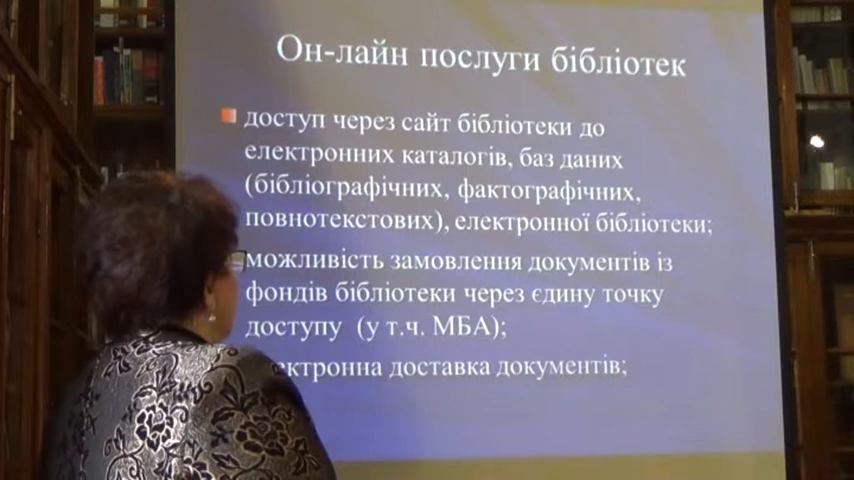 Он-лайн послуги бібліотек
доступ через сайт бібліотеки до
електронних каталогів, баз даних
(бібліографічних, фактографічних,
повнотекстових), електронної бібліотеки;
можливість замовлення документів із
фондів бібліотеки через єдину точку
доступу (у т.ч. МБА);
доставка документів;